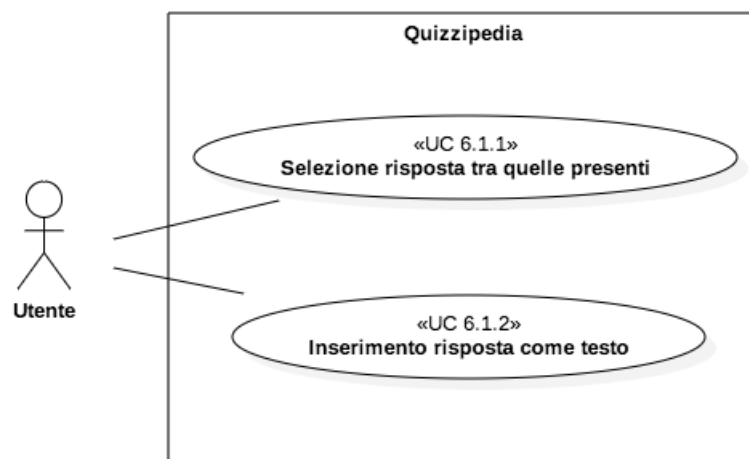 Quizzipedia
«UC 6.1.1»
Selezione risposta tra quelle presenti
Utente
«UC 6.1.2»
Inserimento risposta come testo